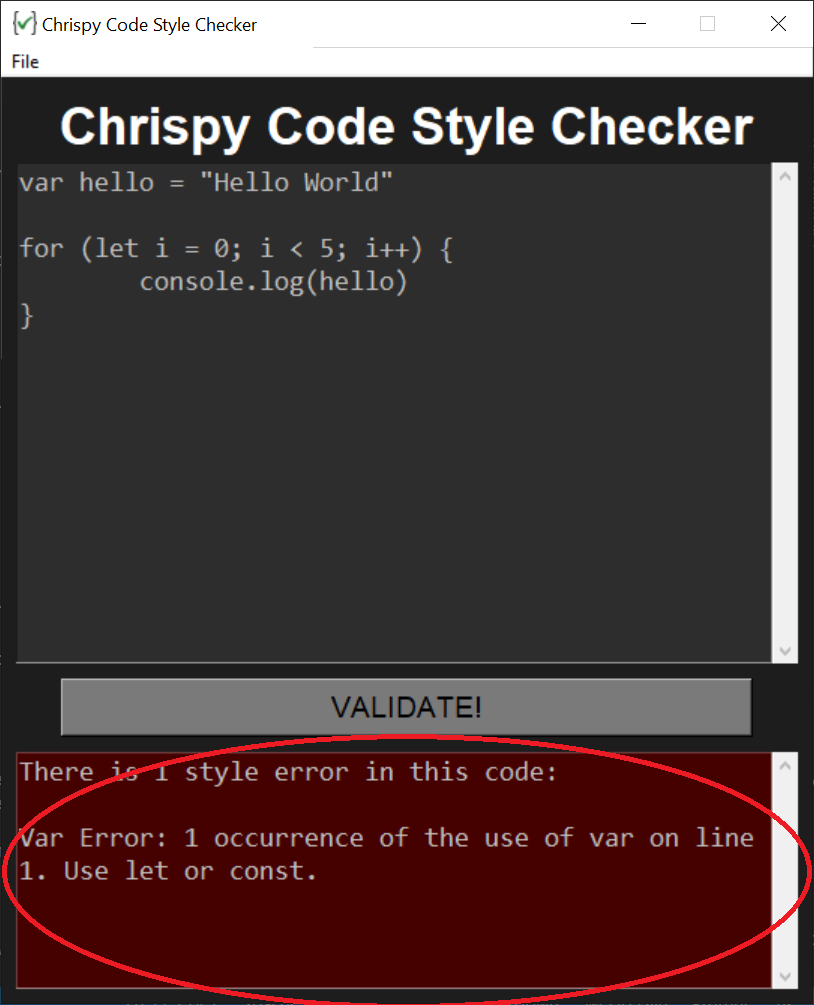 Chrispy Code Style Checker
File
Chrispy Code Style Checker
var hello = "Hello World"
for (let i = 0; i < 5; i++) {
console.log(hello)
}
VALIDATE!
There is 1 style error in this code:
Var Error: 1 occurrence of the use of var on line
1. Use let or const.